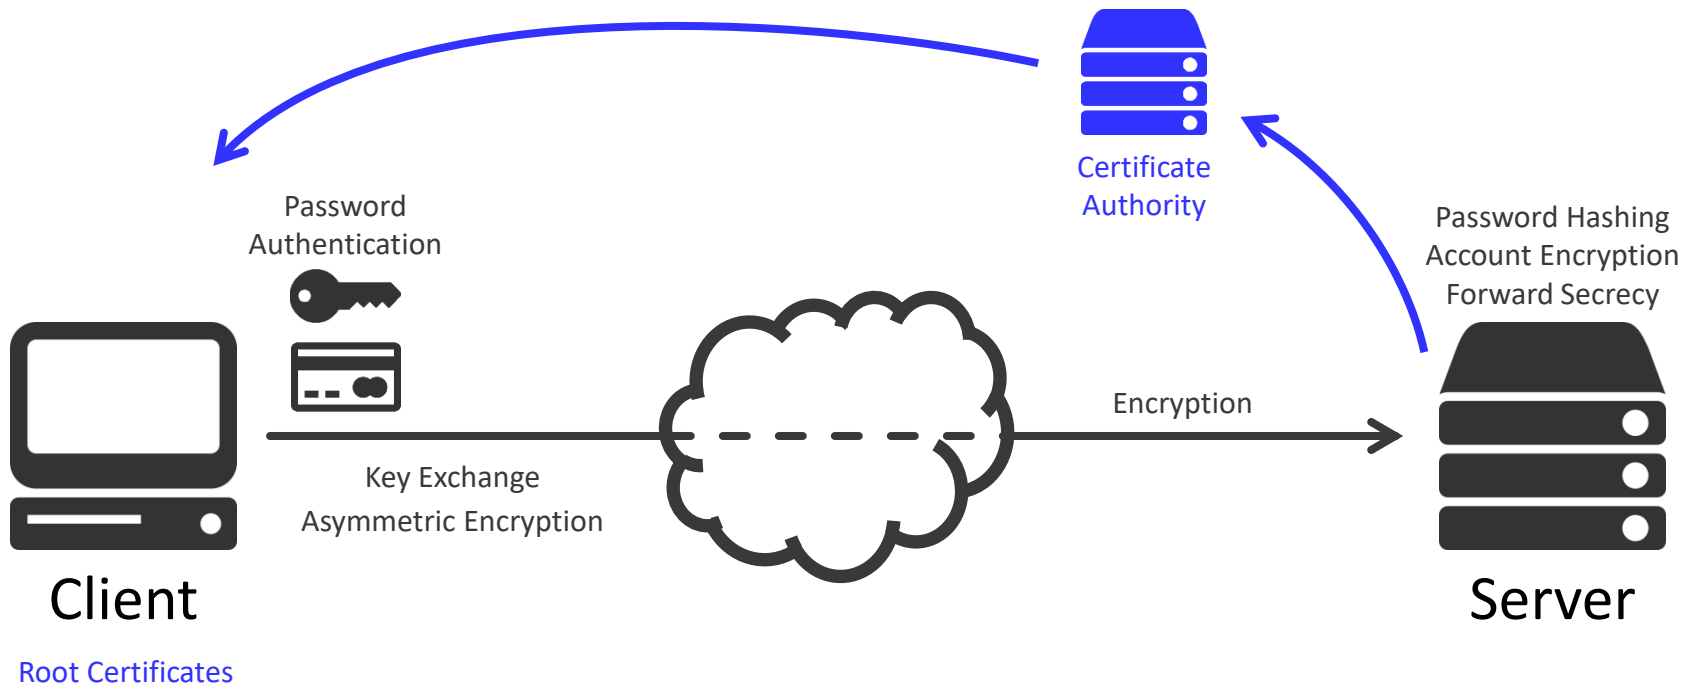 Certificate
Authority
Password
Authentication
Password Hashing
Account Encryption
Forward Secrecy
Encryption
Key Exchange
Asymmetric Encryption
Client
Server
Root Certificates